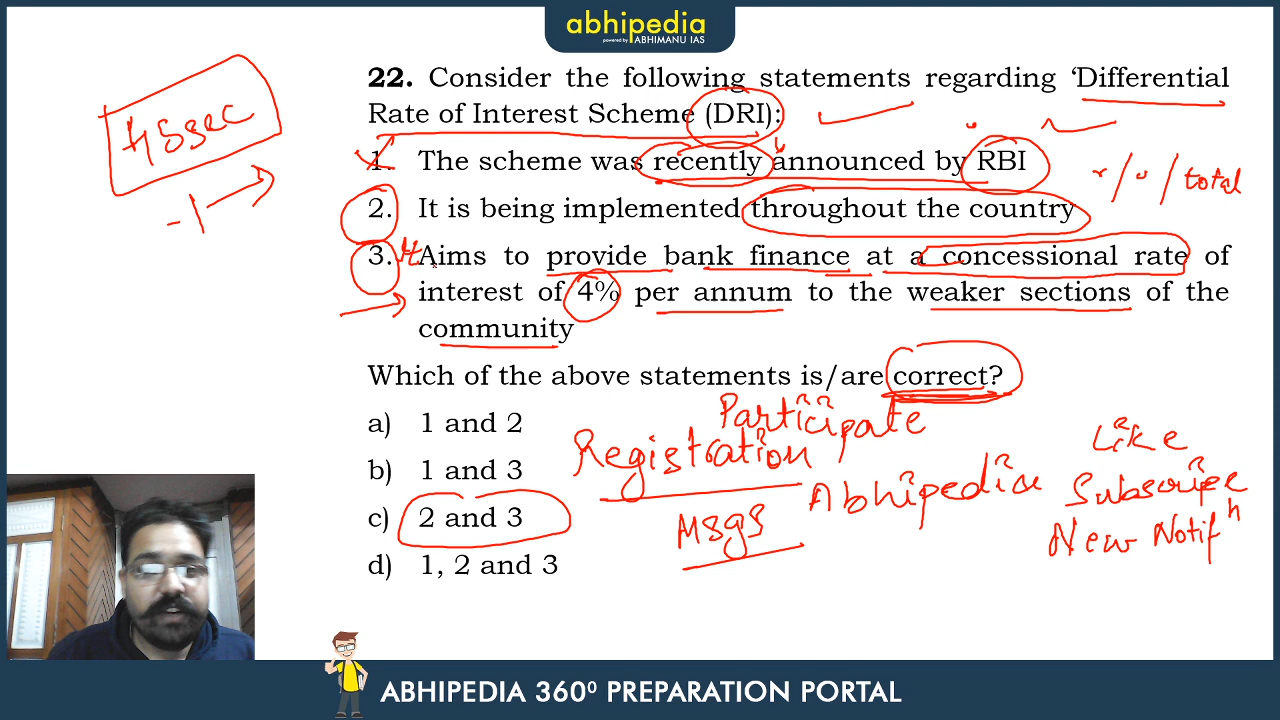 abhipedia
powered by ABHIMANU IAS
45sec
-1
22. Consider the following statements regarding ‘Differential
Rate of Interest Scheme (DRI):
1. The scheme was recently announced by RBI
r/u/total
2. It is being implemented throughout the country
3. Aims to provide bank finance at a concessional rate of
interest of 4% per annum to the weaker sections of the
community
Which of the above statements is/are correct?
a) 1 and 2
b) 1 and 3
c) 2 and 3
d) 1, 2 and 3
Participate
Registration
Abhipedia
Msgs
Like
Subscripe
New Notifn
ABHIPEDIA 360⁰ PREPARATION PORTAL